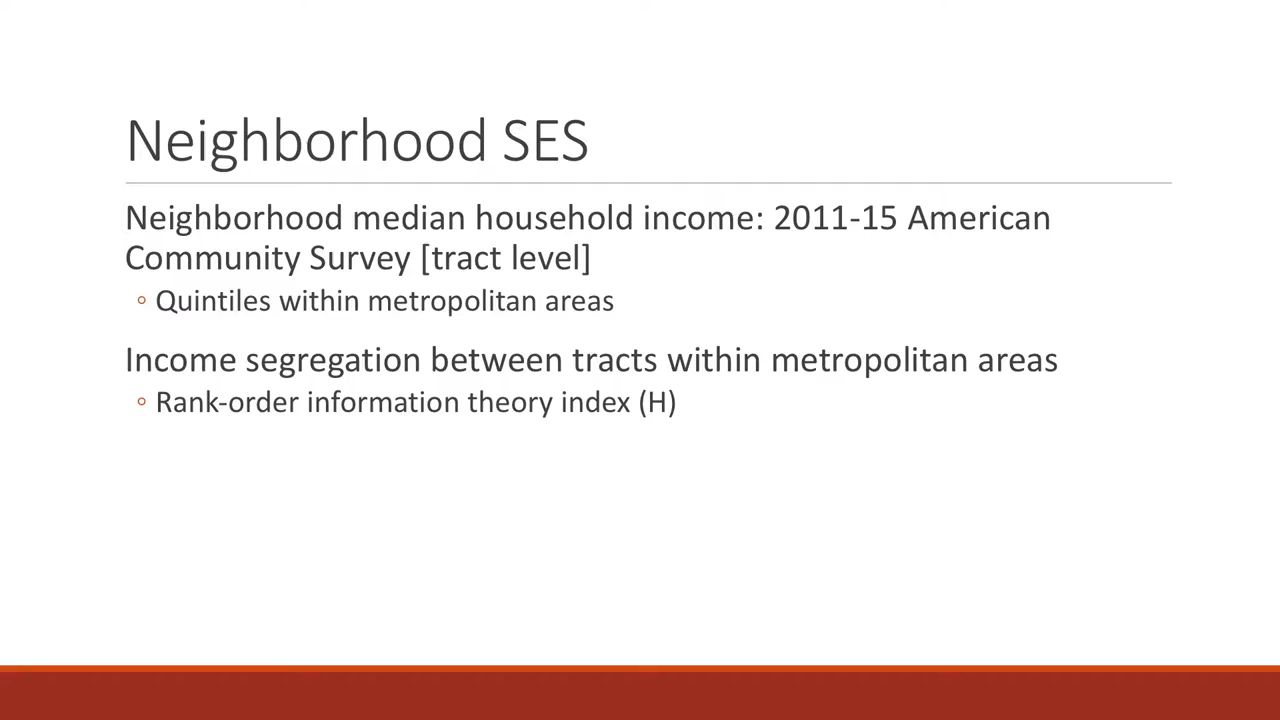 Neighborhood SES
Neighborhood median household income: 2011-15 American
Community Survey [tract level]
◦ Quintiles within metropolitan areas
Income segregation between tracts within metropolitan areas
◦ Rank-order information theory index (H)